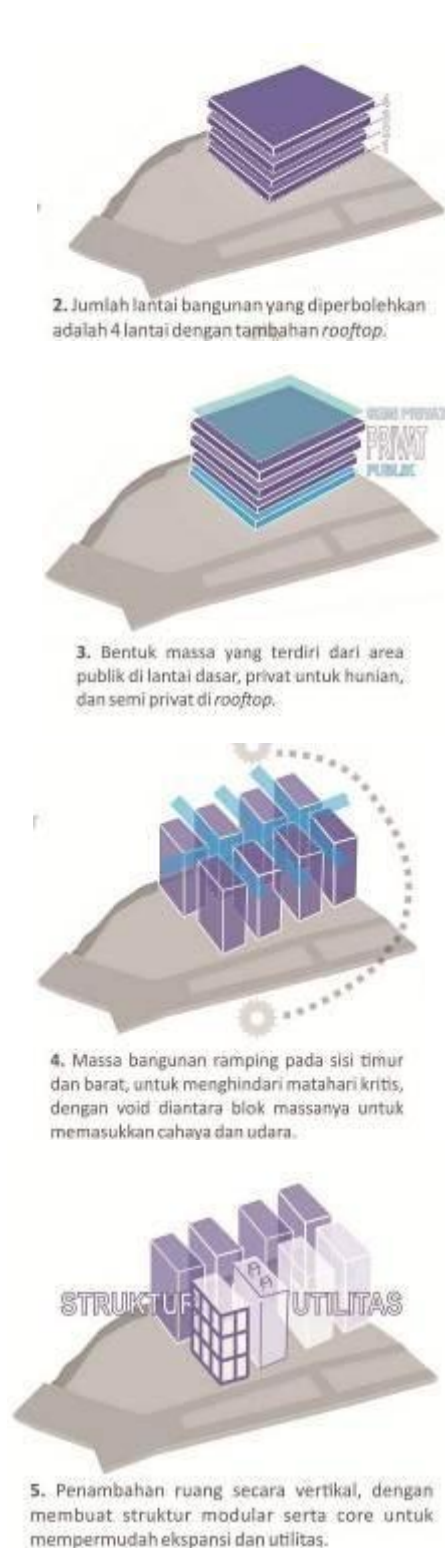 2. Jumlah lantai bangunan yang diperbolehkan
adalah 4 lantai dengan tambahan rooftop.
SEMI PRIVAT
PRIVAT
PUBLIK
3. Bentuk massa yang terdiri dari area
publik di lantai dasar, privat untuk hunian,
dan semi privat di rooftop.
4. Massa bangunan ramping pada sisi timur
dan barat, untuk menghindari matahari kritis,
dengan void diantara blok massanya untuk
memasukkan cahaya dan udara.
STRUKTUR
UTILITAS
5. Penambahan ruang secara vertikal, dengan
membuat struktur modular serta core untuk
mempermudah ekspansi dan utilitas.